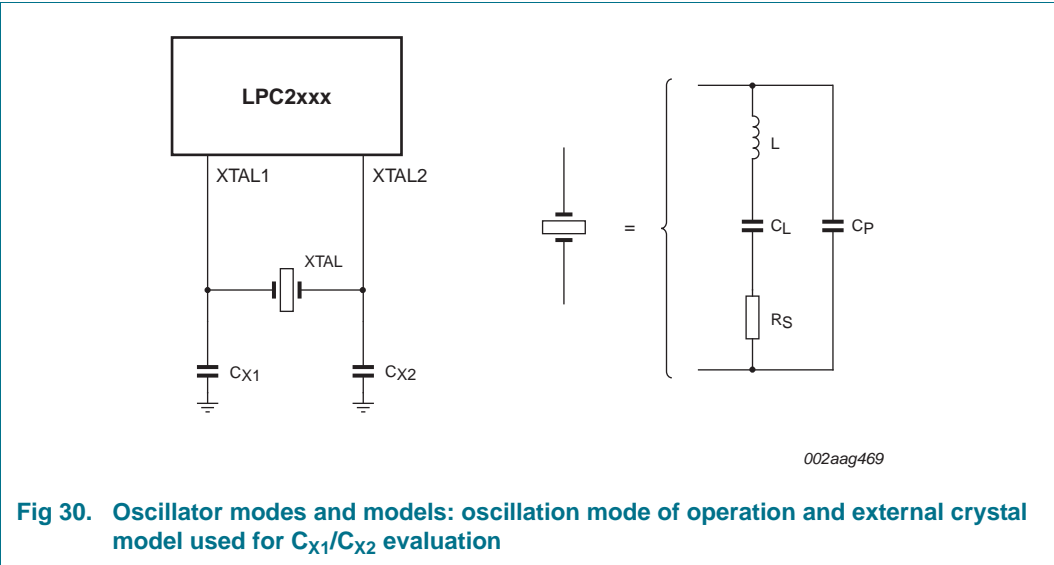 LPC2xxx
XTAL1
XTAL2
XTAL
CX1
CX2
=
L
CL
CP
RS
002aag469
Fig 30. Oscillator modes and models: oscillation mode of operation and external crystal
model used for CX1/CX2 evaluation